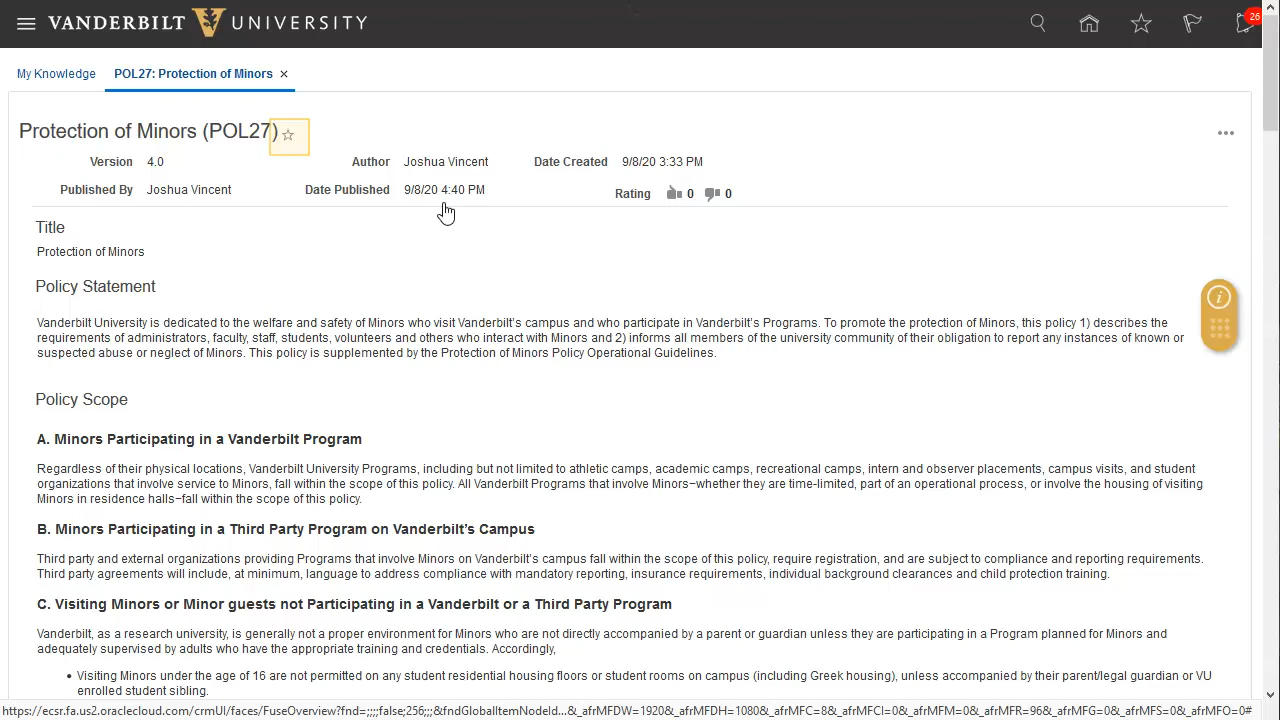 VANDERBILT UNIVERSITY
26
My Knowledge POL27: Protection of Minors ×
Protection of Minors (POL27)
Version 4.0 Author Joshua Vincent Date Created 9/8/20 3:33 PM
Published By Joshua Vincent Date Published 9/8/20 4:40 PM Rating 0 0
Title
Protection of Minors
Policy Statement
Vanderbilt University is dedicated to the welfare and safety of Minors who visit Vanderbilt's campus and who participate in Vanderbilt's Programs. To promote the protection of Minors, this policy 1) describes the
requirements of administrators, faculty, staff, students, volunteers and others who interact with Minors and 2) informs all members of the university community of their obligation to report any instances of known or
suspected abuse or neglect of Minors. This policy is supplemented by the Protection of Minors Policy Operational Guidelines.
Policy Scope
A. Minors Participating in a Vanderbilt Program
Regardless of their physical locations, Vanderbilt University Programs, including but not limited to athletic camps, academic camps, recreational camps, intern and observer placements, campus visits, and student
organizations that involve service to Minors, fall within the scope of this policy. All Vanderbilt Programs that involve Minors−whether they are time-limited, part of an operational process, or involve the housing of visiting
Minors in residence halls−fall within the scope of this policy.
B. Minors Participating in a Third Party Program on Vanderbilt's Campus
Third party and external organizations providing Programs that involve Minors on Vanderbilt's campus fall within the scope of this policy, require registration, and are subject to compliance and reporting requirements.
Third party agreements will include, at minimum, language to address compliance with mandatory reporting, insurance requirements, individual background clearances and child protection training.
C. Visiting Minors or Minor guests not Participating in a Vanderbilt or a Third Party Program
Vanderbilt, as a research university, is generally not a proper environment for Minors who are not directly accompanied by a parent or guardian unless they are participating in a Program planned for Minors and
adequately supervised by adults who have the appropriate training and credentials. Accordingly,
• Visiting Minors under the age of 16 are not permitted on any student residential housing floors or student rooms on campus (including Greek housing), unless accompanied by their parent/legal guardian or VU
enrolled student sibling.
https://ecsr.fa.us2.oraclecloud.com/crmUI/faces/FuseOverview?fnd=;;;;false;256;;;&fndGlobalItemNodeId...&_afrMFDW=1920&_afrMFDH=1080&_afrMFC=8&_afrMFCI=0&_afrMFM=0&_afrMFR=96&_afrMFG=0&_afrMFS=0&_afrMFO=0#